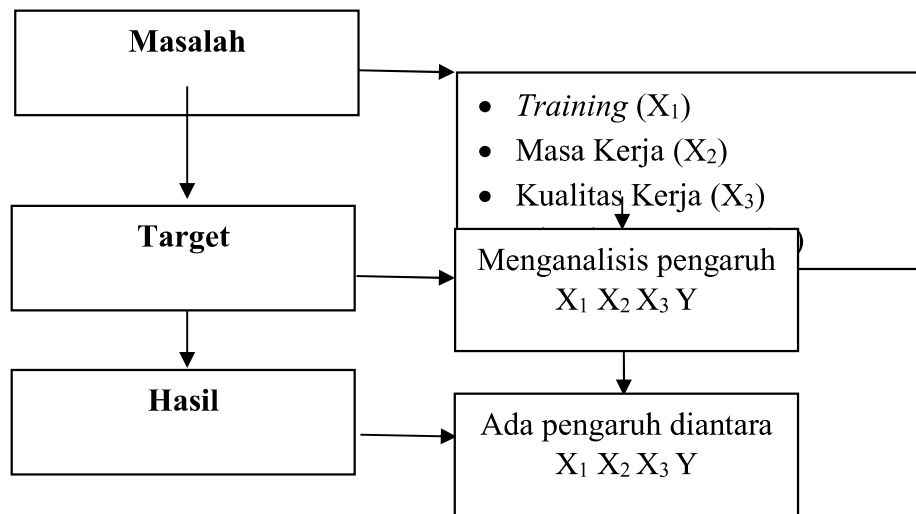 Masalah
• Training (X₁)
• Masa Kerja (X₂)
• Kualitas Kerja (X₃)
)
Target
Menganalisis pengaruh
X₁ X₂ X₃ Y
Hasil
Ada pengaruh diantara
X₁ X₂ X₃ Y